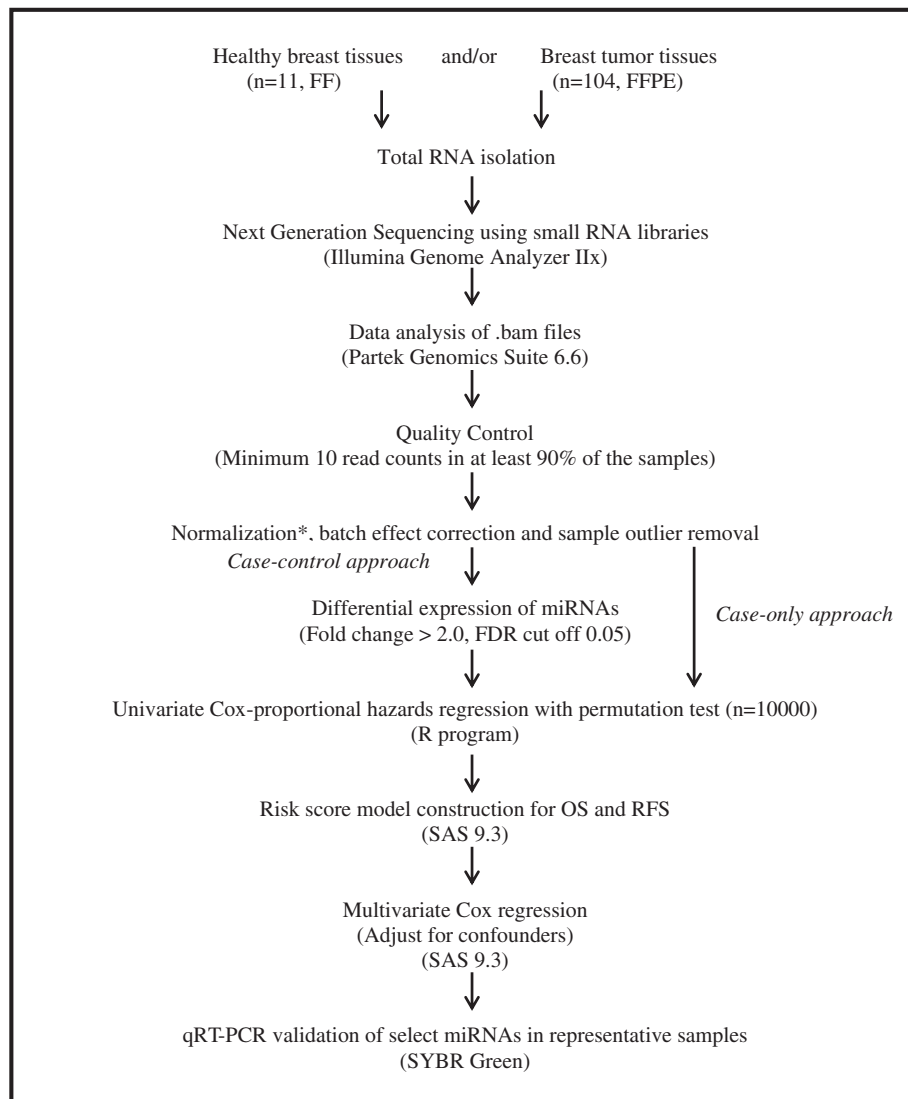 Healthy breast tissues and/or Breast tumor tissues
(n=11, FF) (n=104, FFPE)
Total RNA isolation
Next Generation Sequencing using small RNA libraries
(Illumina Genome Analyzer IIx)
Data analysis of .bam files
(Partek Genomics Suite 6.6)
Quality Control
(Minimum 10 read counts in at least 90% of the samples)
Normalization*, batch effect correction and sample outlier removal
Case-control approach
Differential expression of miRNAs
(Fold change > 2.0, FDR cut off 0.05)
Case-only approach
Univariate Cox-proportional hazards regression with permutation test (n=10000)
(R program)
Risk score model construction for OS and RFS
(SAS 9.3)
Multivariate Cox regression
(Adjust for confounders)
(SAS 9.3)
qRT-PCR validation of select miRNAs in representative samples
(SYBR Green)